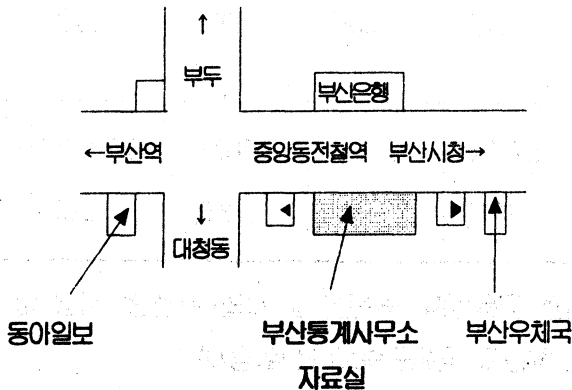 ↑
부두
부산은행
←부산역
중앙동전철역
부산시청→
↓
대청동
동아일보
부산통계사무소
자료실
부산우체국